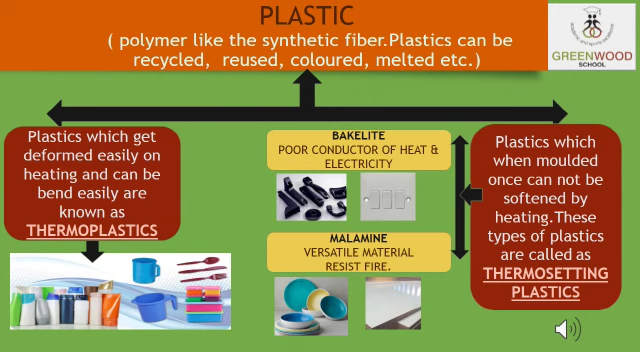 PLASTIC
( polymer like the synthetic fiber.Plastics can be
recycled,  reused, coloured, melted etc.)
GREENWOOD
SCHOOL
Plastics which get
deformed easily on
heating and can be
bend easily are
known as
THERMOPLASTICS
BAKELITE
POOR CONDUCTOR OF HEAT &
ELECTRICITY
MALAMINE
VERSATILE MATERIAL
RESIST FIRE.
Plastics which
when moulded
once can not be
softened by
heating.These
types of plastics
are called as
THERMOSETTING
PLASTICS